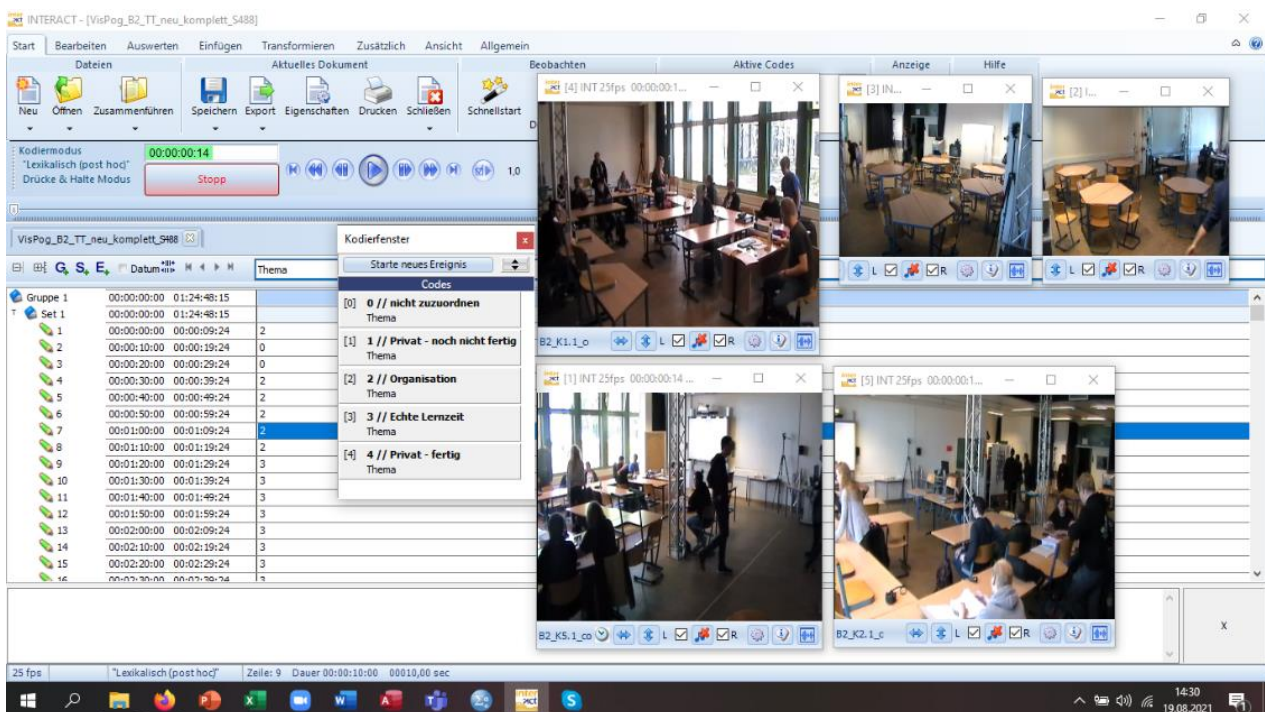 INTERACT - [VisPog_B2_TT_neu_komplett_S488]
Start Bearbeiten Auswerten Einfügen Transformieren Zusätzlich Ansicht Allgemein
Dateien Aktuelles Dokument Beobachten Aktive Codes Anzeige Hilfe
Neu Öffnen Zusammenführen Speichern Export Eigenschaften Drucken Schließen Schnellstart
Kodiermodus
"Lexikalisch (post hoc)"
Drücke & Halte Modus
00:00:00:14
Stopp
1,0
VisPog_B2_TT_neu_komplett_S488
G, S, E, Datum
Thema
Gruppe 1 00:00:00:00 01:24:48:15
Set 1 00:00:00:00 01:24:48:15
1 00:00:00:00 00:00:09:24 2
2 00:00:10:00 00:00:19:24 0
3 00:00:20:00 00:00:29:24 0
4 00:00:30:00 00:00:39:24 2
5 00:00:40:00 00:00:49:24 2
6 00:00:50:00 00:00:59:24 2
7 00:01:00:00 00:01:09:24 2
8 00:01:10:00 00:01:19:24 2
9 00:01:20:00 00:01:29:24 3
10 00:01:30:00 00:01:39:24 3
11 00:01:40:00 00:01:49:24 3
12 00:01:50:00 00:01:59:24 3
13 00:02:00:00 00:02:09:24 3
14 00:02:10:00 00:02:19:24 3
15 00:02:20:00 00:02:29:24 3
16 00:02:30:00 00:02:39:24 3
Kodierfenster
Starte neues Ereignis
Codes
[0] 0 // nicht zuzuordnen
Thema
[1] 1 // Privat - noch nicht fertig
Thema
[2] 2 // Organisation
Thema
[3] 3 // Echte Lernzeit
Thema
[4] 4 // Privat - fertig
Thema
[4] INT 25fps 00:00:00:1...
B2_K1.1_o L R
[3] IN...
L R
[2] I...
L R
[1] INT 25fps 00:00:00:14 ...
B2_K5.1_co L R
[5] INT 25fps 00:00:00:1...
B2_K2.1_c L R
X
25 fps "Lexikalisch (post hoc)" Zeile: 9 Dauer 00:00:10:00 00010,00 sec
14:30
19.08.2021